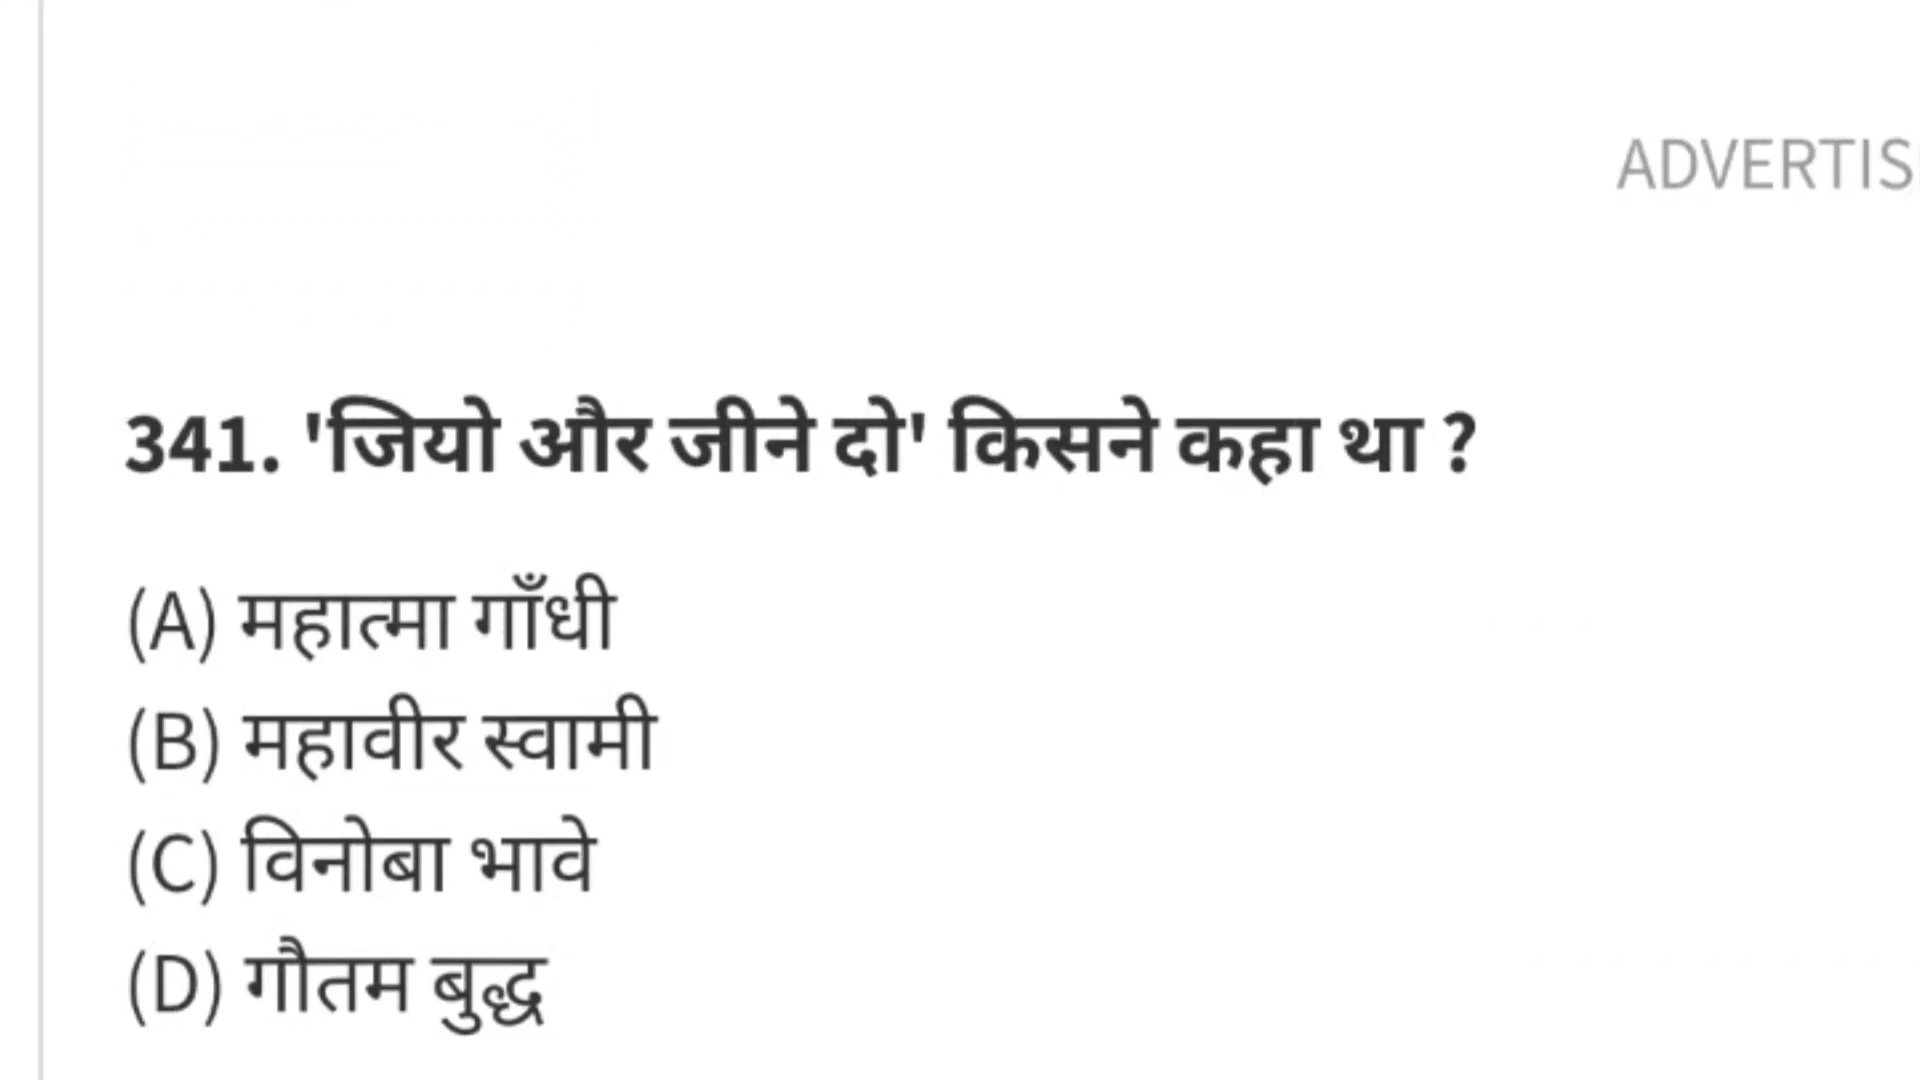 ADVERTIS
341. 'जियो और जीने दो' किसने कहा था ?
(A) महात्मा गाँधी
(B) महावीर स्वामी
(C) विनोबा भावे
(D) गौतम बुद्ध